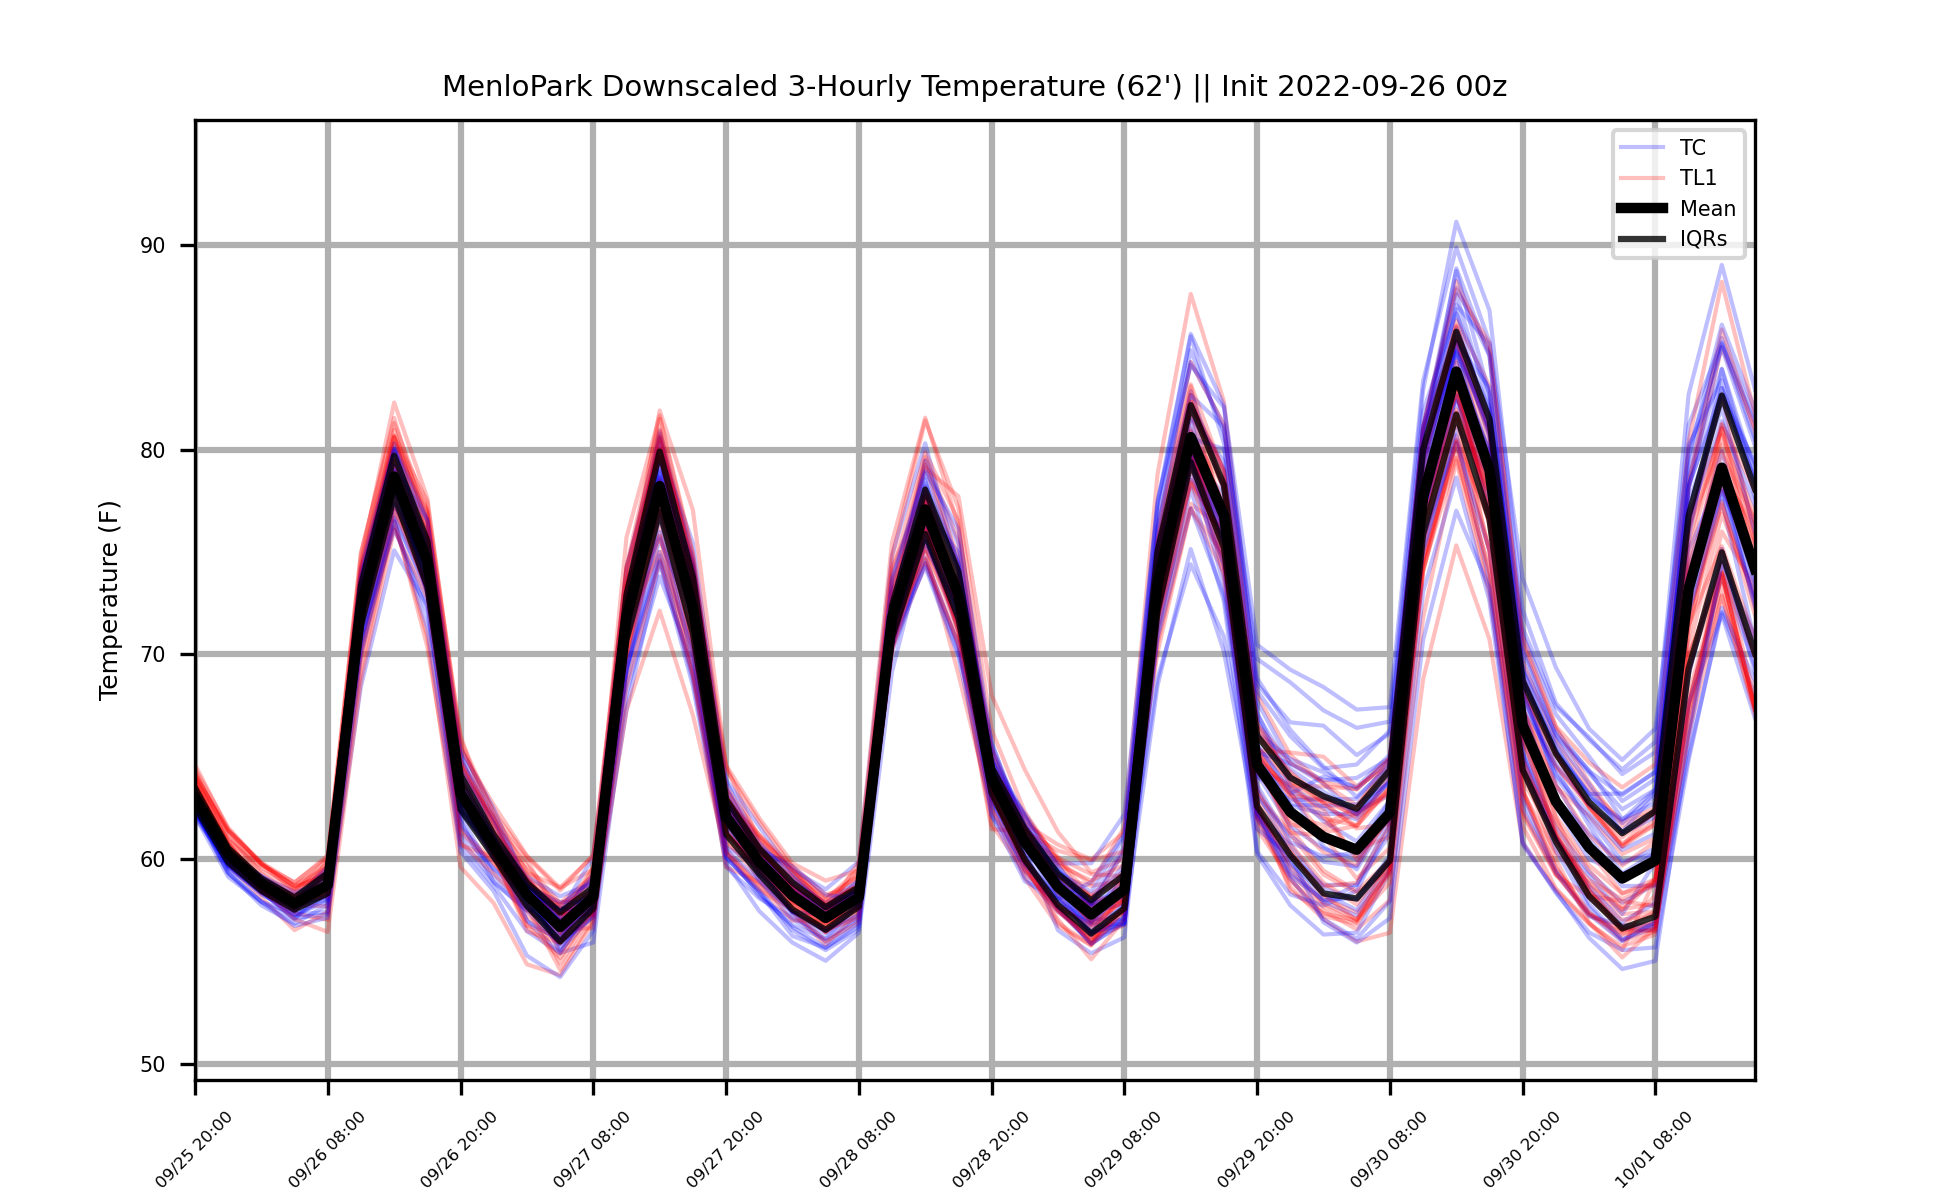 MenloPark Downscaled 3-Hourly Temperature (62') || Init 2022-09-26 00z
TC
TL1
Mean
IQRs
90
80
70
60
50
Temperature (F)
09/25 20:00
09/26 08:00
09/26 20:00
09/27 08:00
09/27 20:00
09/28 08:00
09/28 20:00
09/29 08:00
09/29 20:00
09/30 08:00
09/30 20:00
10/01 08:00